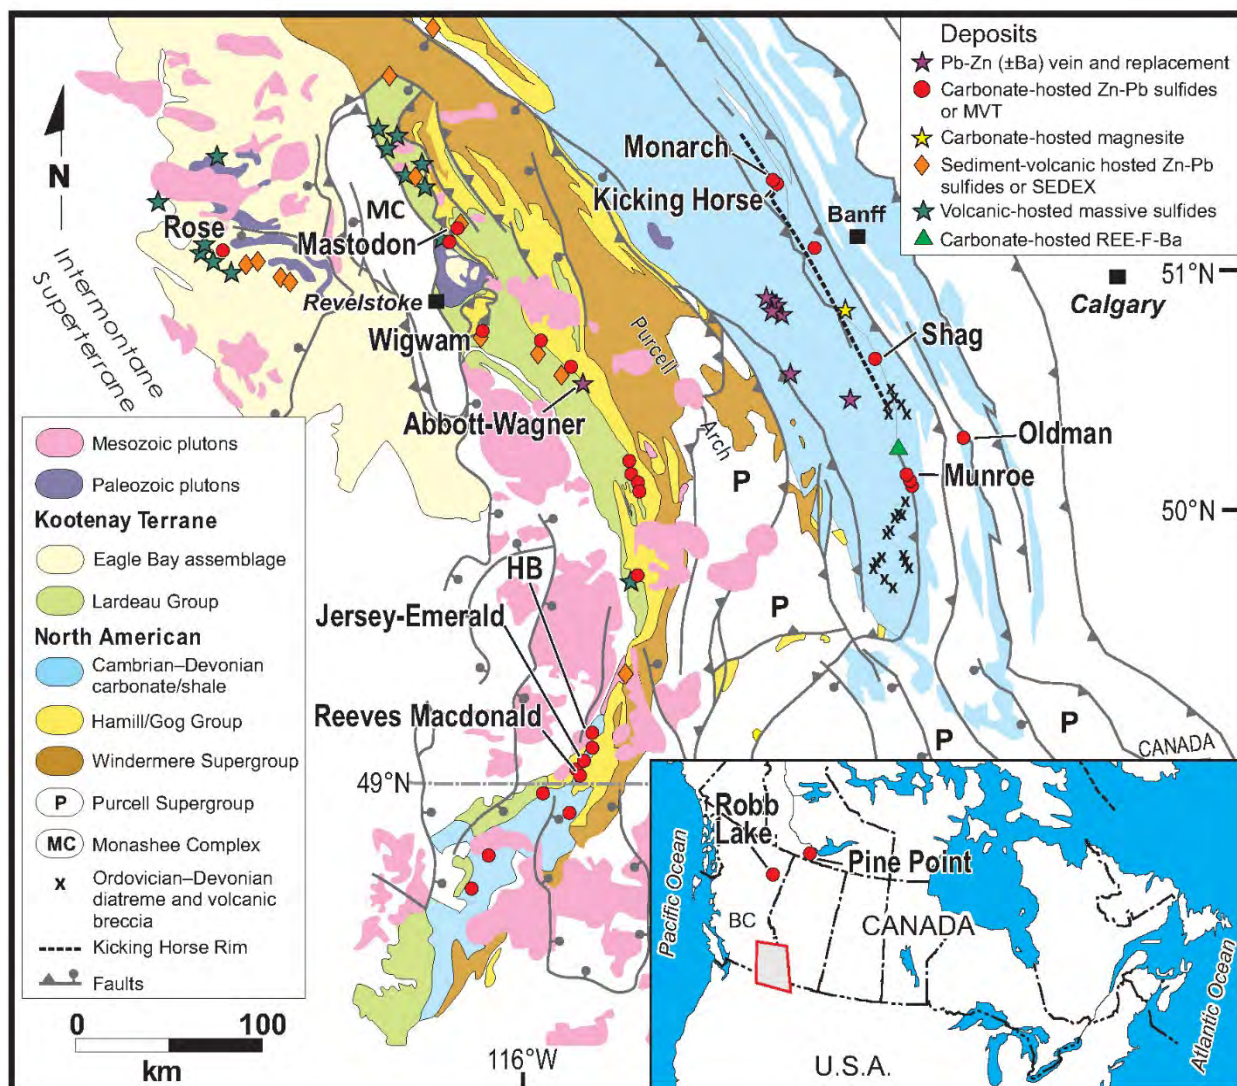 Deposits
Pb-Zn (±Ba) vein and replacement
Carbonate-hosted Zn-Pb sulfides
or MVT
Carbonate-hosted magnesite
Sediment-volcanic hosted Zn-Pb
sulfides or SEDEX
Volcanic-hosted massive sulfides
Carbonate-hosted REE-F-Ba
N
Monarch
Kicking Horse
Banff
MC
Rose
Mastodon
51°N
Calgary
Intermontane
Superterrane
Revelstoke
Wigwam
Purcell
Arch
Shag
Abbott-Wagner
Oldman
Munroe
P
50°N
HB
P
Jersey-Emerald
Reeves Macdonald
P
P
CANADA
49°N
Mesozoic plutons
Paleozoic plutons
Kootenay Terrane
Eagle Bay assemblage
Lardeau Group
North American
Cambrian–Devonian
carbonate/shale
Hamill/Gog Group
Windermere Supergroup
P Purcell Supergroup
MC Monashee Complex
x Ordovician–Devonian
diatreme and volcanic
breccia
Kicking Horse Rim
Faults
0 100
km
116°W
Robb
Lake
Pine Point
Pacific Ocean
BC
CANADA
U.S.A.
Atlantic Ocean